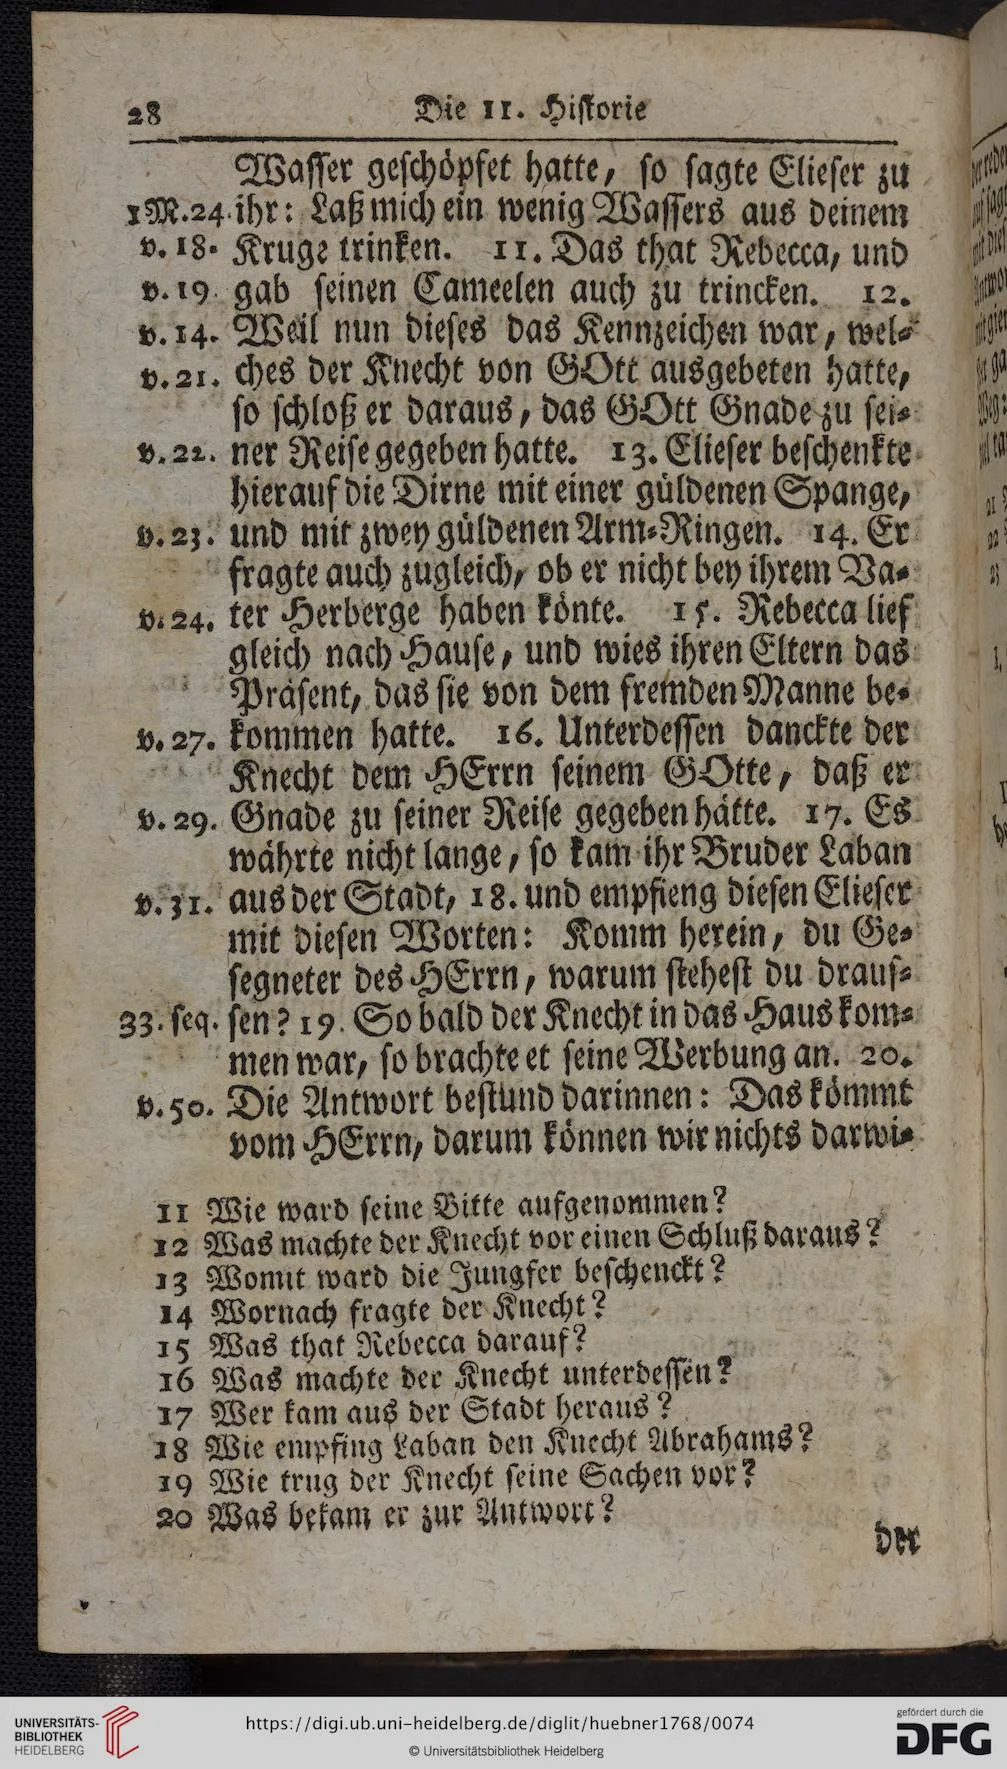 28 Die 11. Historie
Wasser geschöpfet hatte, so sagte Elieser zu
1 M. 24. ihr: Laß mich ein wenig Wassers aus deinem
v. 18. Kruge trinken. 11. Das that Rebecca, und
v. 19. gab seinen Cameelen auch zu trincken. 12.
v. 14. Weil nun dieses das Kennzeichen war, wel-
v. 21. ches der Knecht von GOtt ausgebeten hatte,
so schloß er daraus, das GOtt Gnade zu sei-
v. 22. ner Reise gegeben hatte. 13. Elieser beschenkte
hierauf die Dirne mit einer güldenen Spange,
v. 23. und mit zwey güldenen Arm-Ringen. 14. Er
fragte auch zugleich, ob er nicht bey ihrem Va-
v. 24. ter Herberge haben könte. 15. Rebecca lief
gleich nach Hause, und wies ihren Eltern das
Präsent, das sie von dem fremden Manne be-
v. 27. kommen hatte. 16. Unterdessen danckte der
Knecht dem HErrn seinem GOtte, daß er
v. 29. Gnade zu seiner Reise gegeben hätte. 17. Es
währte nicht lange, so kam ihr Bruder Laban
v. 31. aus der Stadt, 18. und empfieng diesen Elieser
mit diesen Worten: Komm herein, du Ge-
segneter des HErrn, warum stehest du draus-
33. seq. sen? 19. So bald der Knecht in das Haus kom-
men war, so brachte et seine Werbung an. 20.
v. 50. Die Antwort bestund darinnen: Das kömmt
vom HErrn, darum können wir nichts darwi-
11 Wie ward seine Bitte aufgenommen?
12 Was machte der Knecht vor einen Schluß daraus?
13 Womit ward die Jungfer beschenckt?
14 Wornach fragte der Knecht?
15 Was that Rebecca darauf?
16 Was machte der Knecht unterdessen?
17 Wer kam aus der Stadt heraus?
18 Wie empfing Laban den Knecht Abrahams?
19 Wie trug der Knecht seine Sachen vor?
20 Was bekam er zur Antwort?
der
UNIVERSITÄTS-
BIBLIOTHEK
HEIDELBERG
https://digi.ub.uni-heidelberg.de/diglit/huebner1768/0074
© Universitätsbibliothek Heidelberg
gefördert durch die
DFG